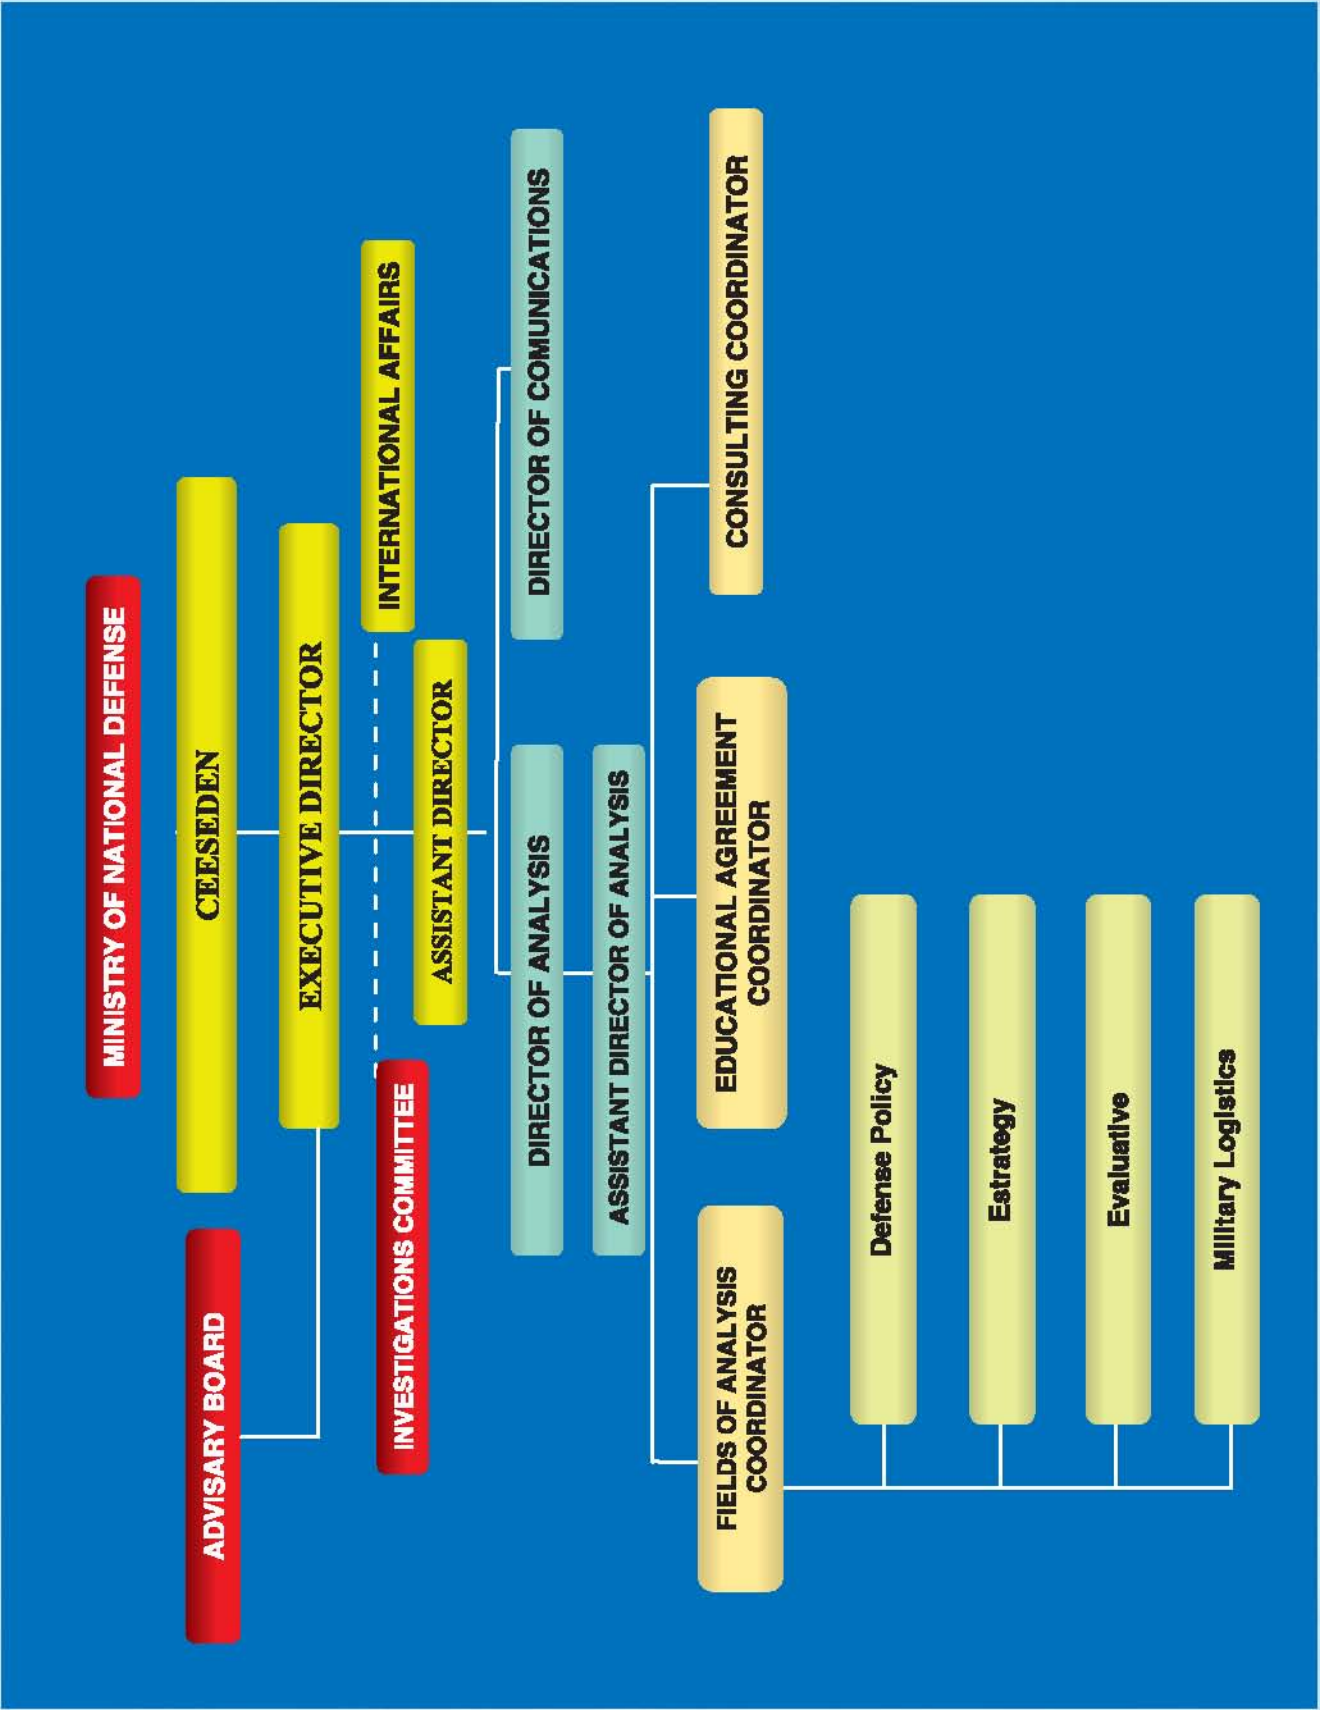 MINISTRY OF NATIONAL DEFENSE
ADVISARY BOARD
CEESEDEN
EXECUTIVE DIRECTOR
INVESTIGATIONS COMMITTEE
INTERNATIONAL AFFAIRS
ASSISTANT DIRECTOR
DIRECTOR OF ANALYSIS
DIRECTOR OF COMUNICATIONS
ASSISTANT DIRECTOR OF ANALYSIS
FIELDS OF ANALYSIS
COORDINATOR
EDUCATIONAL AGREEMENT
COORDINATOR
CONSULTING COORDINATOR
Defense Policy
Estrategy
Evaluative
Military Logistics